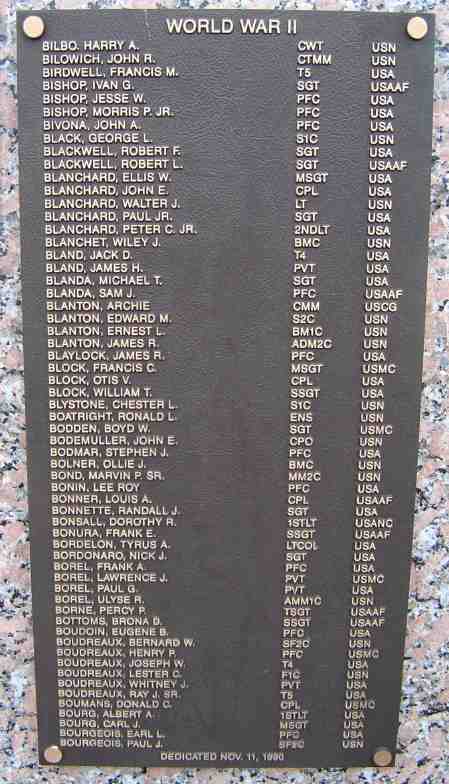 WORLD WAR II
BILBO, HARRY A. CWT USN
BILOWICH, JOHN R. CTMM USN
BIRDWELL, FRANCIS M. T5 USA
BISHOP, IVAN G. SGT USAAF
BISHOP, JESSE W. PFC USA
BISHOP, MORRIS P. JR. PFC USA
BIVONA, JOHN A. PFC USA
BLACK, GEORGE L. S1C USN
BLACKWELL, ROBERT F. SGT USA
BLACKWELL, ROBERT L. SGT USAAF
BLANCHARD, ELLIS W. MSGT USA
BLANCHARD, JOHN E. CPL USA
BLANCHARD, WALTER J. LT USN
BLANCHARD, PAUL JR. SGT USA
BLANCHARD, PETER C. JR. 2NDLT USA
BLANCHET, WILEY J. BMC USN
BLAND, JACK D. T4 USA
BLAND, JAMES H. PVT USA
BLANDA, MICHAEL T. SGT USA
BLANDA, SAM J. PFC USAAF
BLANTON, ARCHIE CMM USCG
BLANTON, EDWARD M. S2C USN
BLANTON, ERNEST L. BM1C USN
BLANTON, JAMES R. ADM2C USN
BLAYLOCK, JAMES R. PFC USA
BLOCK, FRANCIS C. MSGT USMC
BLOCK, OTIS V. CPL USA
BLOCK, WILLIAM T. SSGT USA
BLYSTONE, CHESTER L. S1C USN
BOATRIGHT, RONALD L. ENS USN
BODDEN, BOYD W. SGT USMC
BODEMULLER, JOHN E. CPO USN
BODMAR, STEPHEN J. PFC USA
BOLNER, OLLIE J. BMC USN
BOND, MARVIN P. SR. MM2C USN
BONIN, LEE ROY PFC USA
BONNER, LOUIS A. CPL USAAF
BONNETTE, RANDALL J. SGT USA
BONSALL, DOROTHY R. 1STLT USANC
BONURA, FRANK E. SSGT USAAF
BORDELON, TYRUS A. LTCOL USA
BORDONARO, NICK J. SGT USA
BOREL, FRANK A. PFC USA
BOREL, LAWRENCE J. PVT USMC
BOREL, PAUL G. PVT USA
BOREL, ULYSE R. AMM1C USN
BORNE, PERCY P. TSGT USAAF
BOTTOMS, BRONA D. SSGT USAAF
BOUDOIN, EUGENE B. PFC USA
BOUDREAUX, BERNARD W. SF2C USN
BOUDREAUX, HENRY P. PFC USMC
BOUDREAUX, JOSEPH W. T4 USA
BOUDREAUX, LESTER C. F1C USN
BOUDREAUX, WHITNEY J. PVT USA
BOUDREAUX, RAY J. SR. T5 USA
BOUMANS, DONALD C. CPL USMC
BOURG, ALBERT A. 1STLT USA
BOURG, CARL J. MSGT USA
BOURGEOIS, EARL L. PFC USA
BOURGEOIS, PAUL J. SF2C USN
DEDICATED NOV. 11, 1990